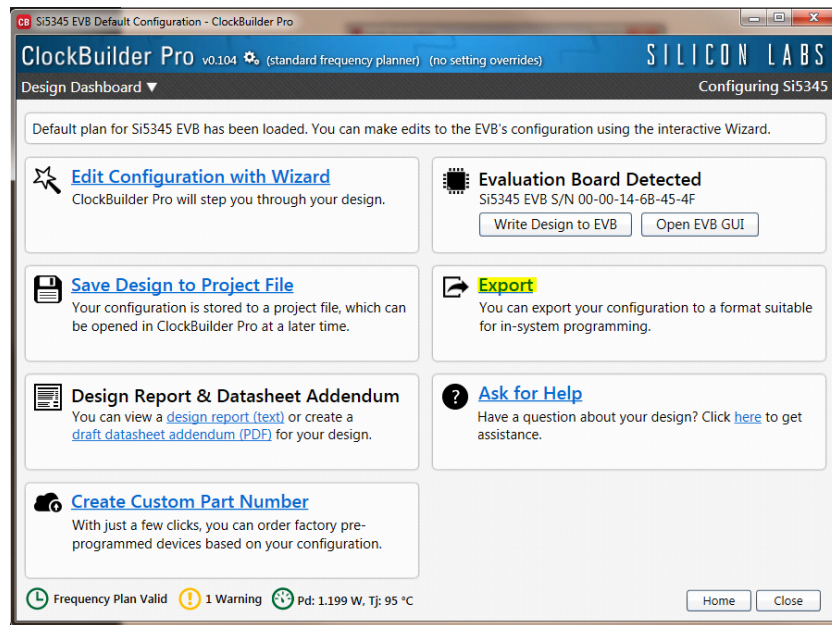 CB Si5345 EVB Default Configuration - ClockBuilder Pro
ClockBuilder Pro v0.104 (standard frequency planner) (no setting overrides) SILICON LABS
Design Dashboard ▼ Configuring Si5345
Default plan for Si5345 EVB has been loaded. You can make edits to the EVB's configuration using the interactive Wizard.
Edit Configuration with Wizard
ClockBuilder Pro will step you through your design.
Evaluation Board Detected
Si5345 EVB S/N 00-00-14-6B-45-4F
Write Design to EVB Open EVB GUI
Save Design to Project File
Your configuration is stored to a project file, which can
be opened in ClockBuilder Pro at a later time.
Export
You can export your configuration to a format suitable
for in-system programming.
Design Report & Datasheet Addendum
You can view a design report (text) or create a
draft datasheet addendum (PDF) for your design.
Ask for Help
Have a question about your design? Click here to get
assistance.
Create Custom Part Number
With just a few clicks, you can order factory pre-
programmed devices based on your configuration.
Frequency Plan Valid 1 Warning Pd: 1.199 W, Tj: 95 °C
Home Close